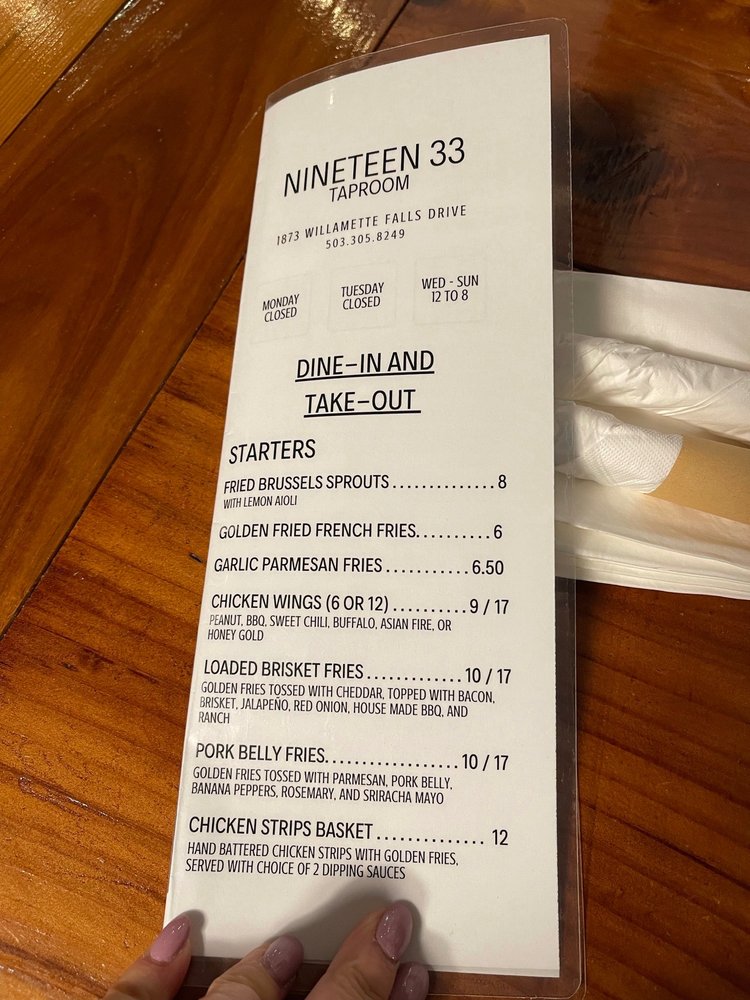 NINETEEN 33
TAPROOM
1873 WILLAMETTE FALLS DRIVE
503.305.8249
MONDAY
CLOSED
TUESDAY
CLOSED
WED - SUN
12 TO 8
DINE-IN AND
TAKE-OUT
STARTERS
FRIED BRUSSELS SPROUTS..............8
WITH LEMON AIOLI
GOLDEN FRIED FRENCH FRIES..........6
GARLIC PARMESAN FRIES...........6.50
CHICKEN WINGS (6 OR 12)..........9 / 17
PEANUT, BBQ, SWEET CHILI, BUFFALO, ASIAN FIRE, OR
HONEY GOLD
LOADED BRISKET FRIES.............10 / 17
GOLDEN FRIES TOSSED WITH CHEDDAR, TOPPED WITH BACON,
BRISKET, JALAPEÑO, RED ONION, HOUSE MADE BBQ, AND
RANCH
PORK BELLY FRIES..................10 / 17
GOLDEN FRIES TOSSED WITH PARMESAN, PORK BELLY,
BANANA PEPPERS, ROSEMARY, AND SRIRACHA MAYO
CHICKEN STRIPS BASKET.............. 12
HAND BATTERED CHICKEN STRIPS WITH GOLDEN FRIES.
SERVED WITH CHOICE OF 2 DIPPING SAUCES